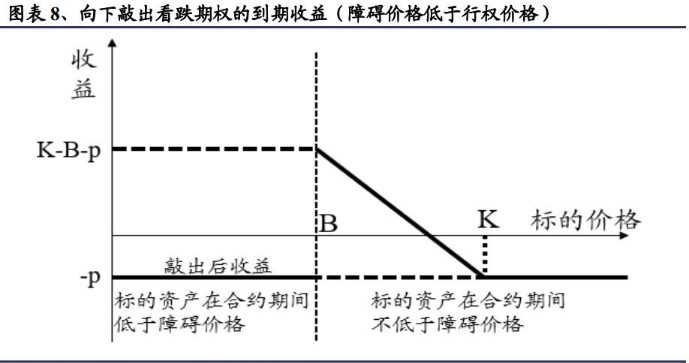 图表 8、向下敲出看跌期权的到期收益（障碍价格低于行权价格）
收
益
K-B-p
B
K
标的价格
敲出后收益
-p
标的资产在合约期间
低于障碍价格
标的资产在合约期间
不低于障碍价格